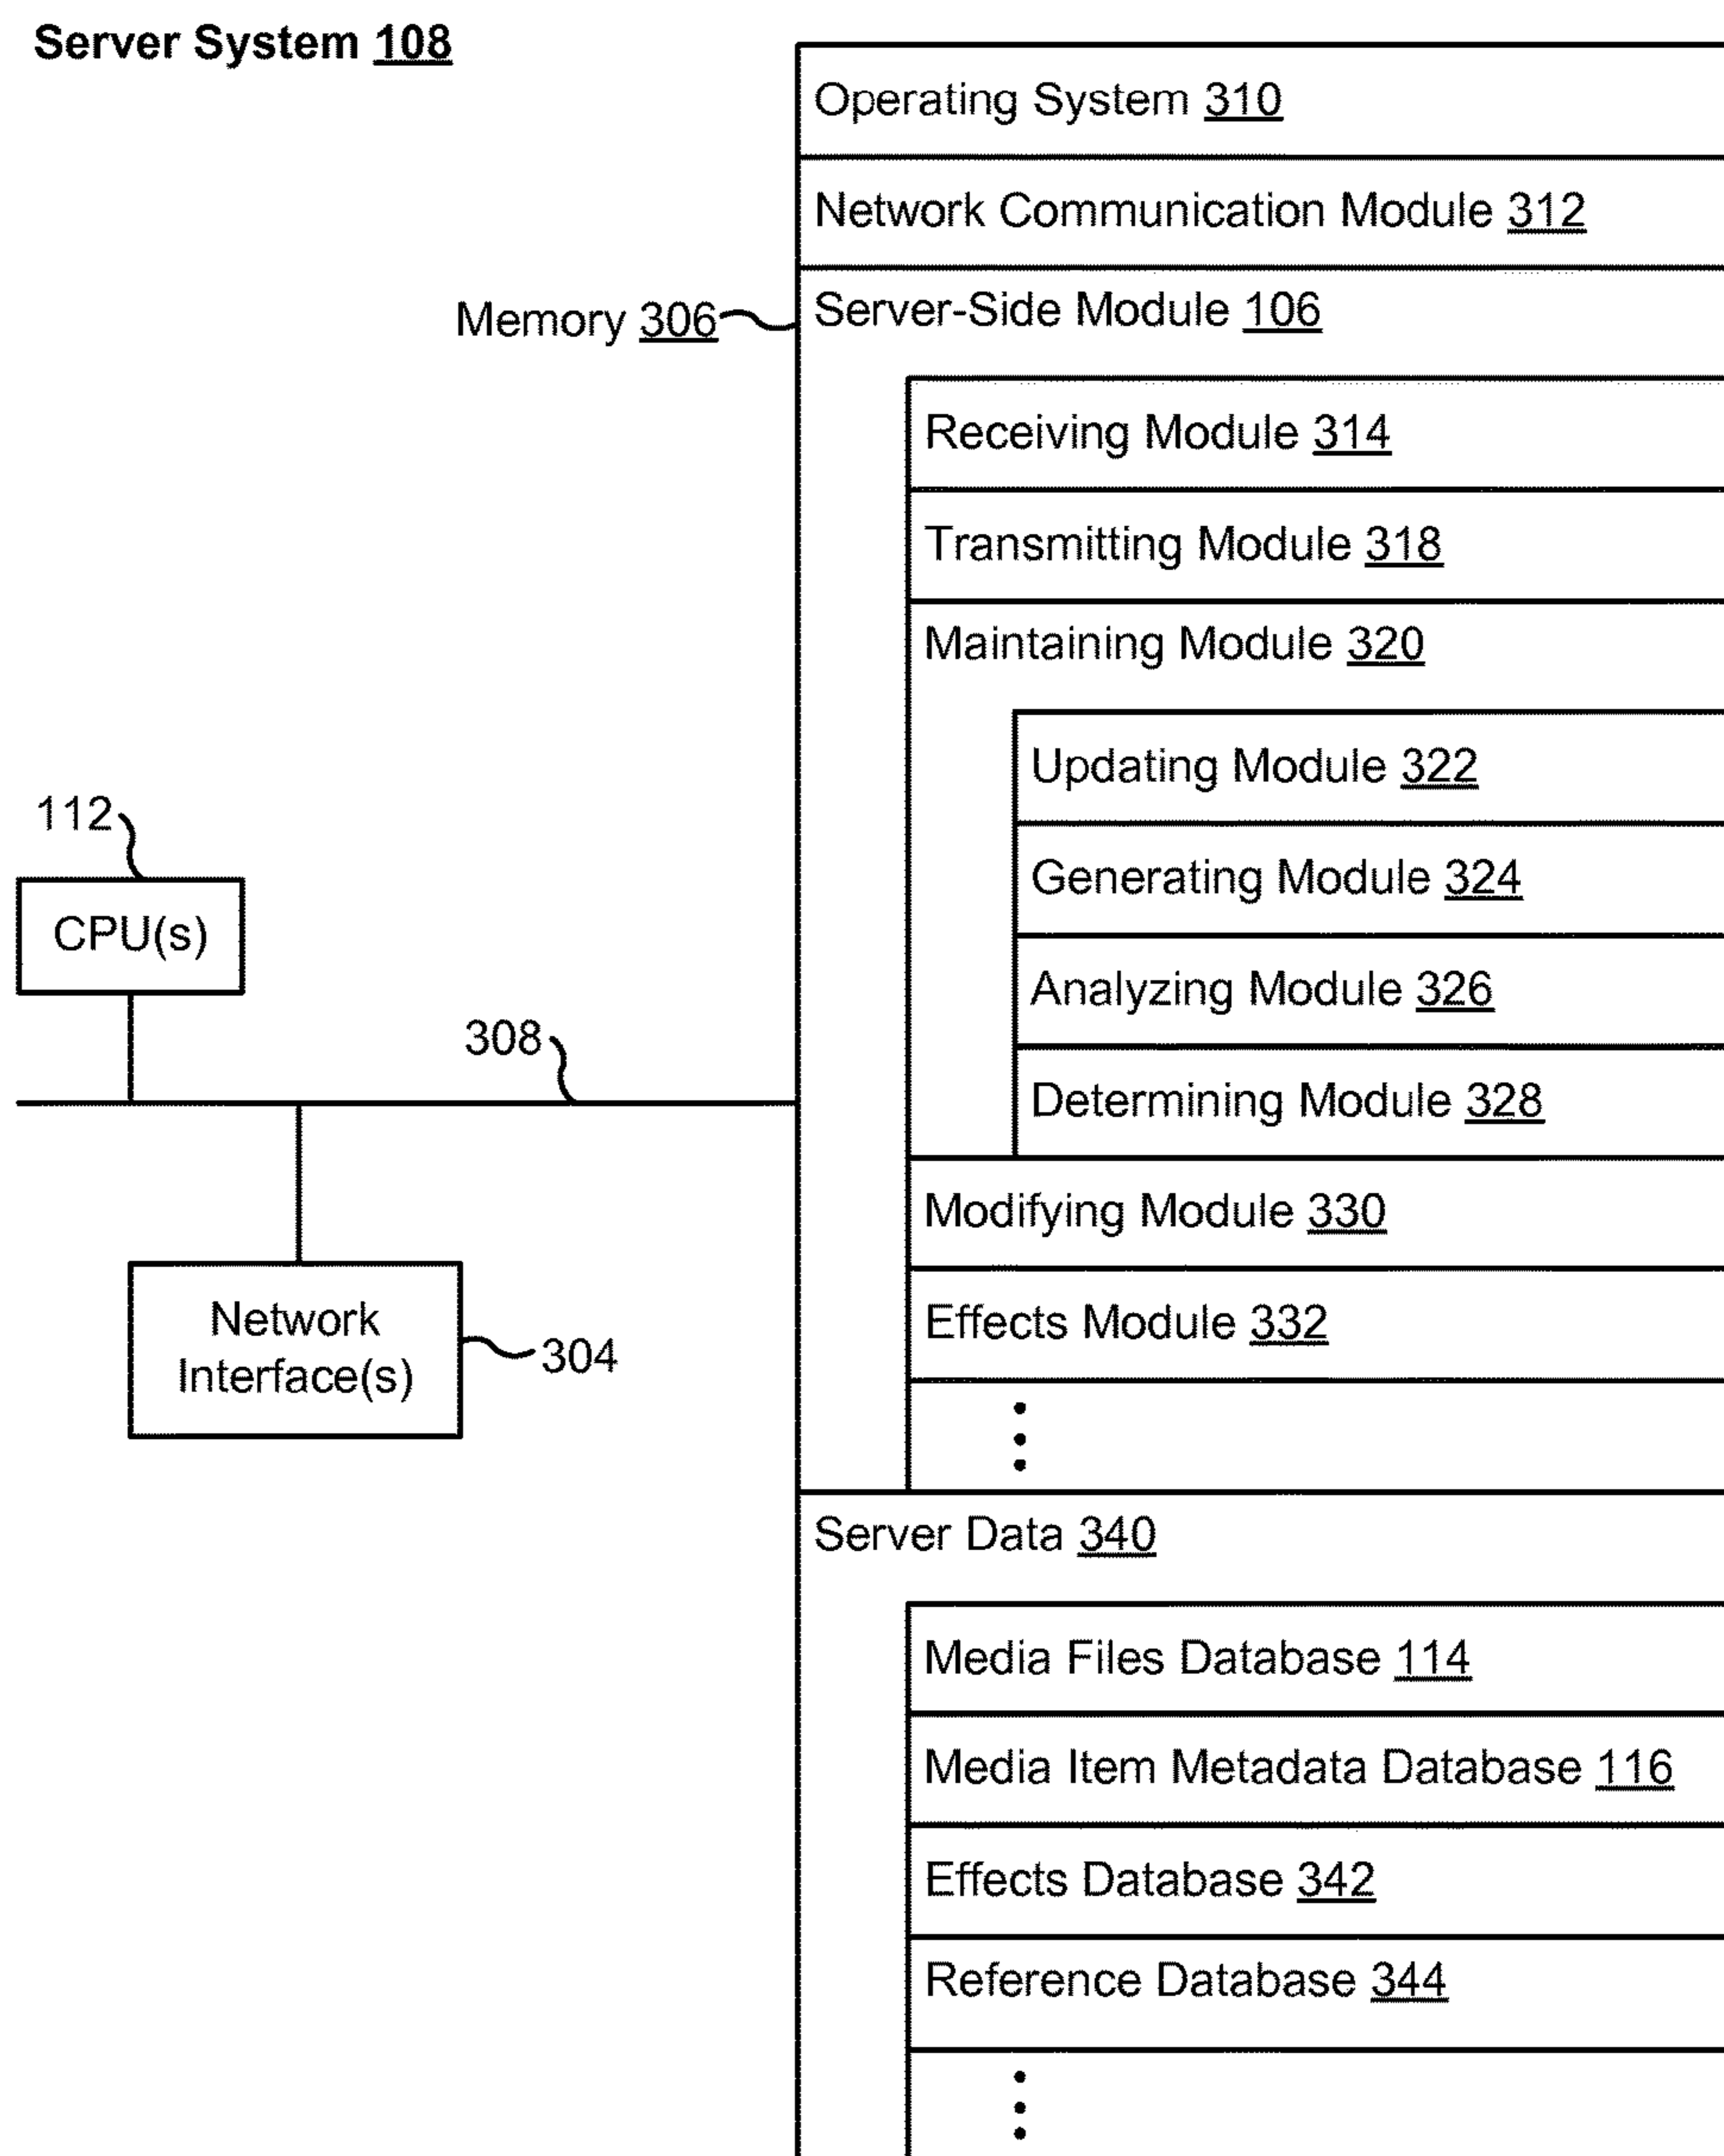 Server System 108
Operating System 310
Network Communication Module 312
Memory 306
Server-Side Module 106
Receiving Module 314
Transmitting Module 318
Maintaining Module 320
Updating Module 322
Generating Module 324
Analyzing Module 326
Determining Module 328
112
CPU(s)
308
Modifying Module 330
Effects Module 332
Network
Interface(s)
304
Server Data 340
Media Files Database 114
Media Item Metadata Database 116
Effects Database 342
Reference Database 344